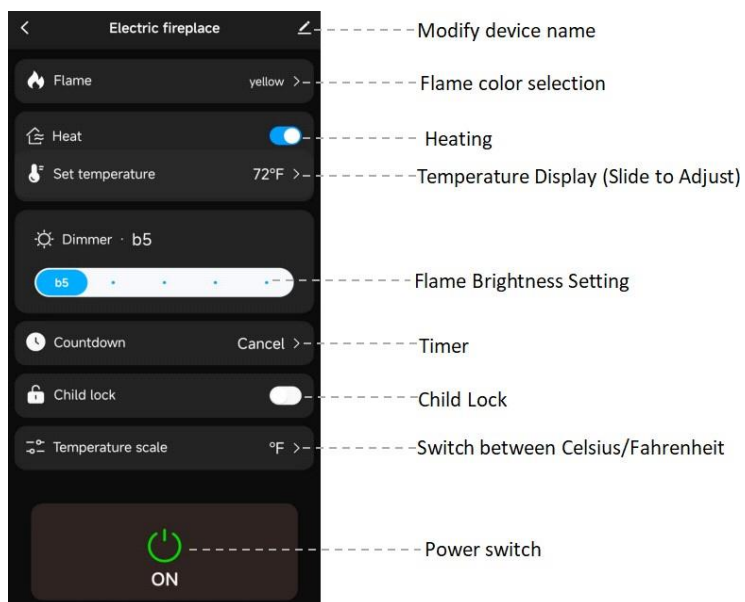 Electric fireplace
Modify device name
Flame
yellow
Flame color selection
Heat
Heating
Set temperature
72°F
Temperature Display (Slide to Adjust)
Dimmer · b5
b5
Flame Brightness Setting
Countdown
Cancel
Timer
Child lock
Child Lock
Temperature scale
°F
Switch between Celsius/Fahrenheit
Power switch
ON